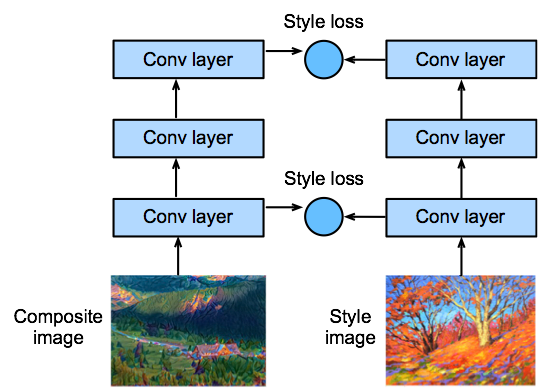 Style loss
Conv layer
Conv layer
Conv layer
Conv layer
Style loss
Conv layer
Conv layer
Composite
image
Style
image